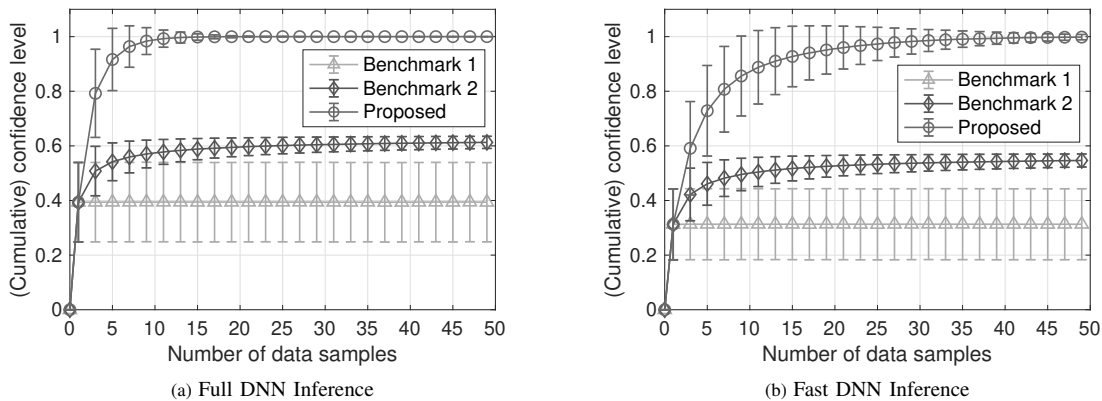 (Cumulative) confidence level
1
0.8
0.6
0.4
0.2
0
0 5 10 15 20 25 30 35 40 45 50
Number of data samples
Benchmark 1
Benchmark 2
Proposed
(a) Full DNN Inference
(Cumulative) confidence level
1
0.8
0.6
0.4
0.2
0
0 5 10 15 20 25 30 35 40 45 50
Number of data samples
Benchmark 1
Benchmark 2
Proposed
(b) Fast DNN Inference